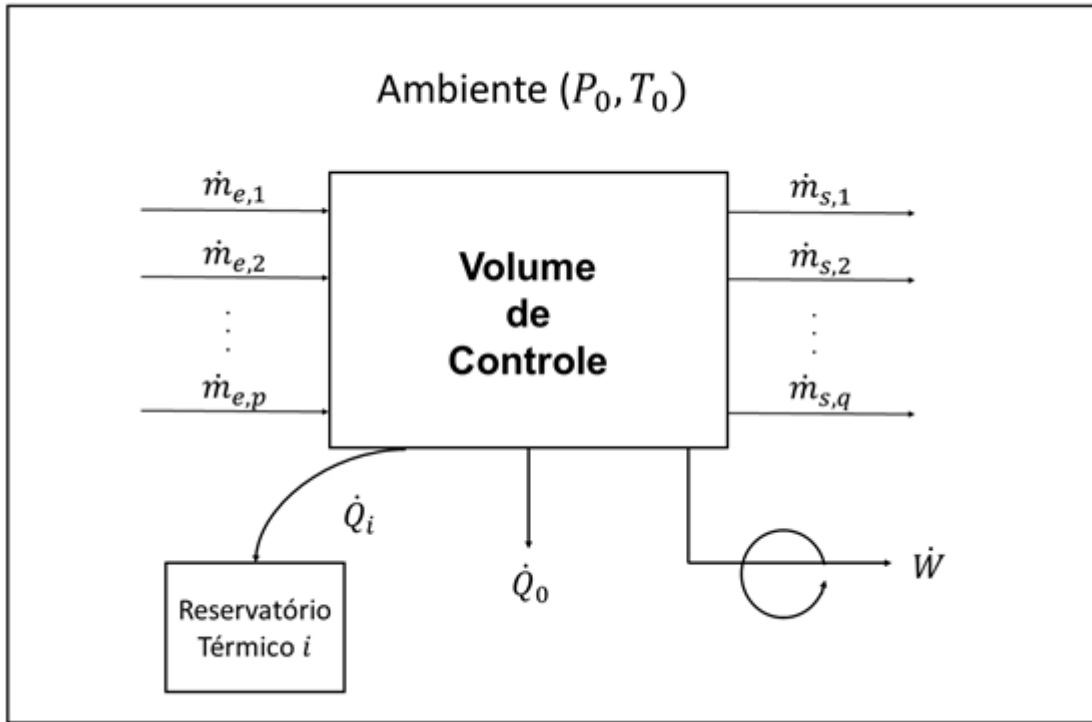 Ambiente (P₀, T₀)
ṁₑ,₁
ṁₛ,₁
ṁₑ,₂
ṁₛ,₂
Volume
de
Controle
ṁₑ,ₚ
ṁₛ,q
Q̇ᵢ
Q̇₀
Ẇ
Reservatório
Térmico i